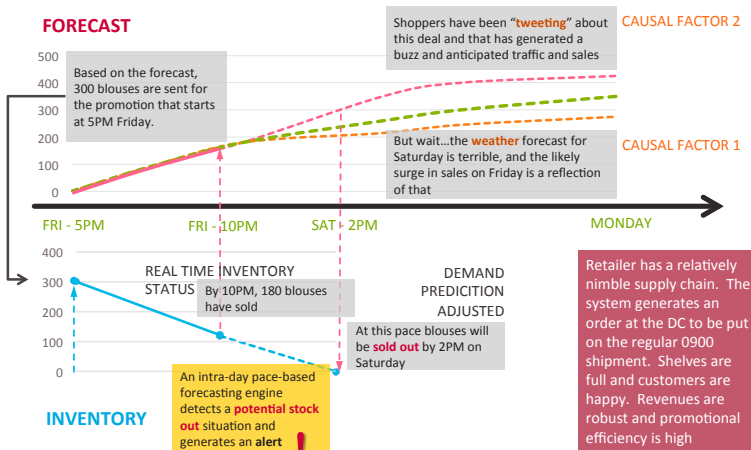 FORECAST
500
400
300
200
100
0
Based on the forecast,
300 blouses are sent for
the promotion that starts
at 5PM Friday.
Shoppers have been “tweeting” about
this deal and that has generated a
buzz and anticipated traffic and sales
CAUSAL FACTOR 2
But wait...the weather forecast for
Saturday is terrible, and the likely
surge in sales on Friday is a reflection
of that
CAUSAL FACTOR 1
FRI - 5PM
FRI - 10PM
SAT - 2PM
MONDAY
400
300
200
100
0
REAL TIME INVENTORY
STATUS
By 10PM, 180 blouses
have sold
DEMAND
PREDICITION
ADJUSTED
At this pace blouses will
be sold out by 2PM on
Saturday
An intra-day pace-based
forecasting engine
detects a potential stock
out situation and
generates an alert
!
INVENTORY
Retailer has a relatively
nimble supply chain. The
system generates an
order at the DC to be put
on the regular 0900
shipment. Shelves are
full and customers are
happy. Revenues are
robust and promotional
efficiency is high